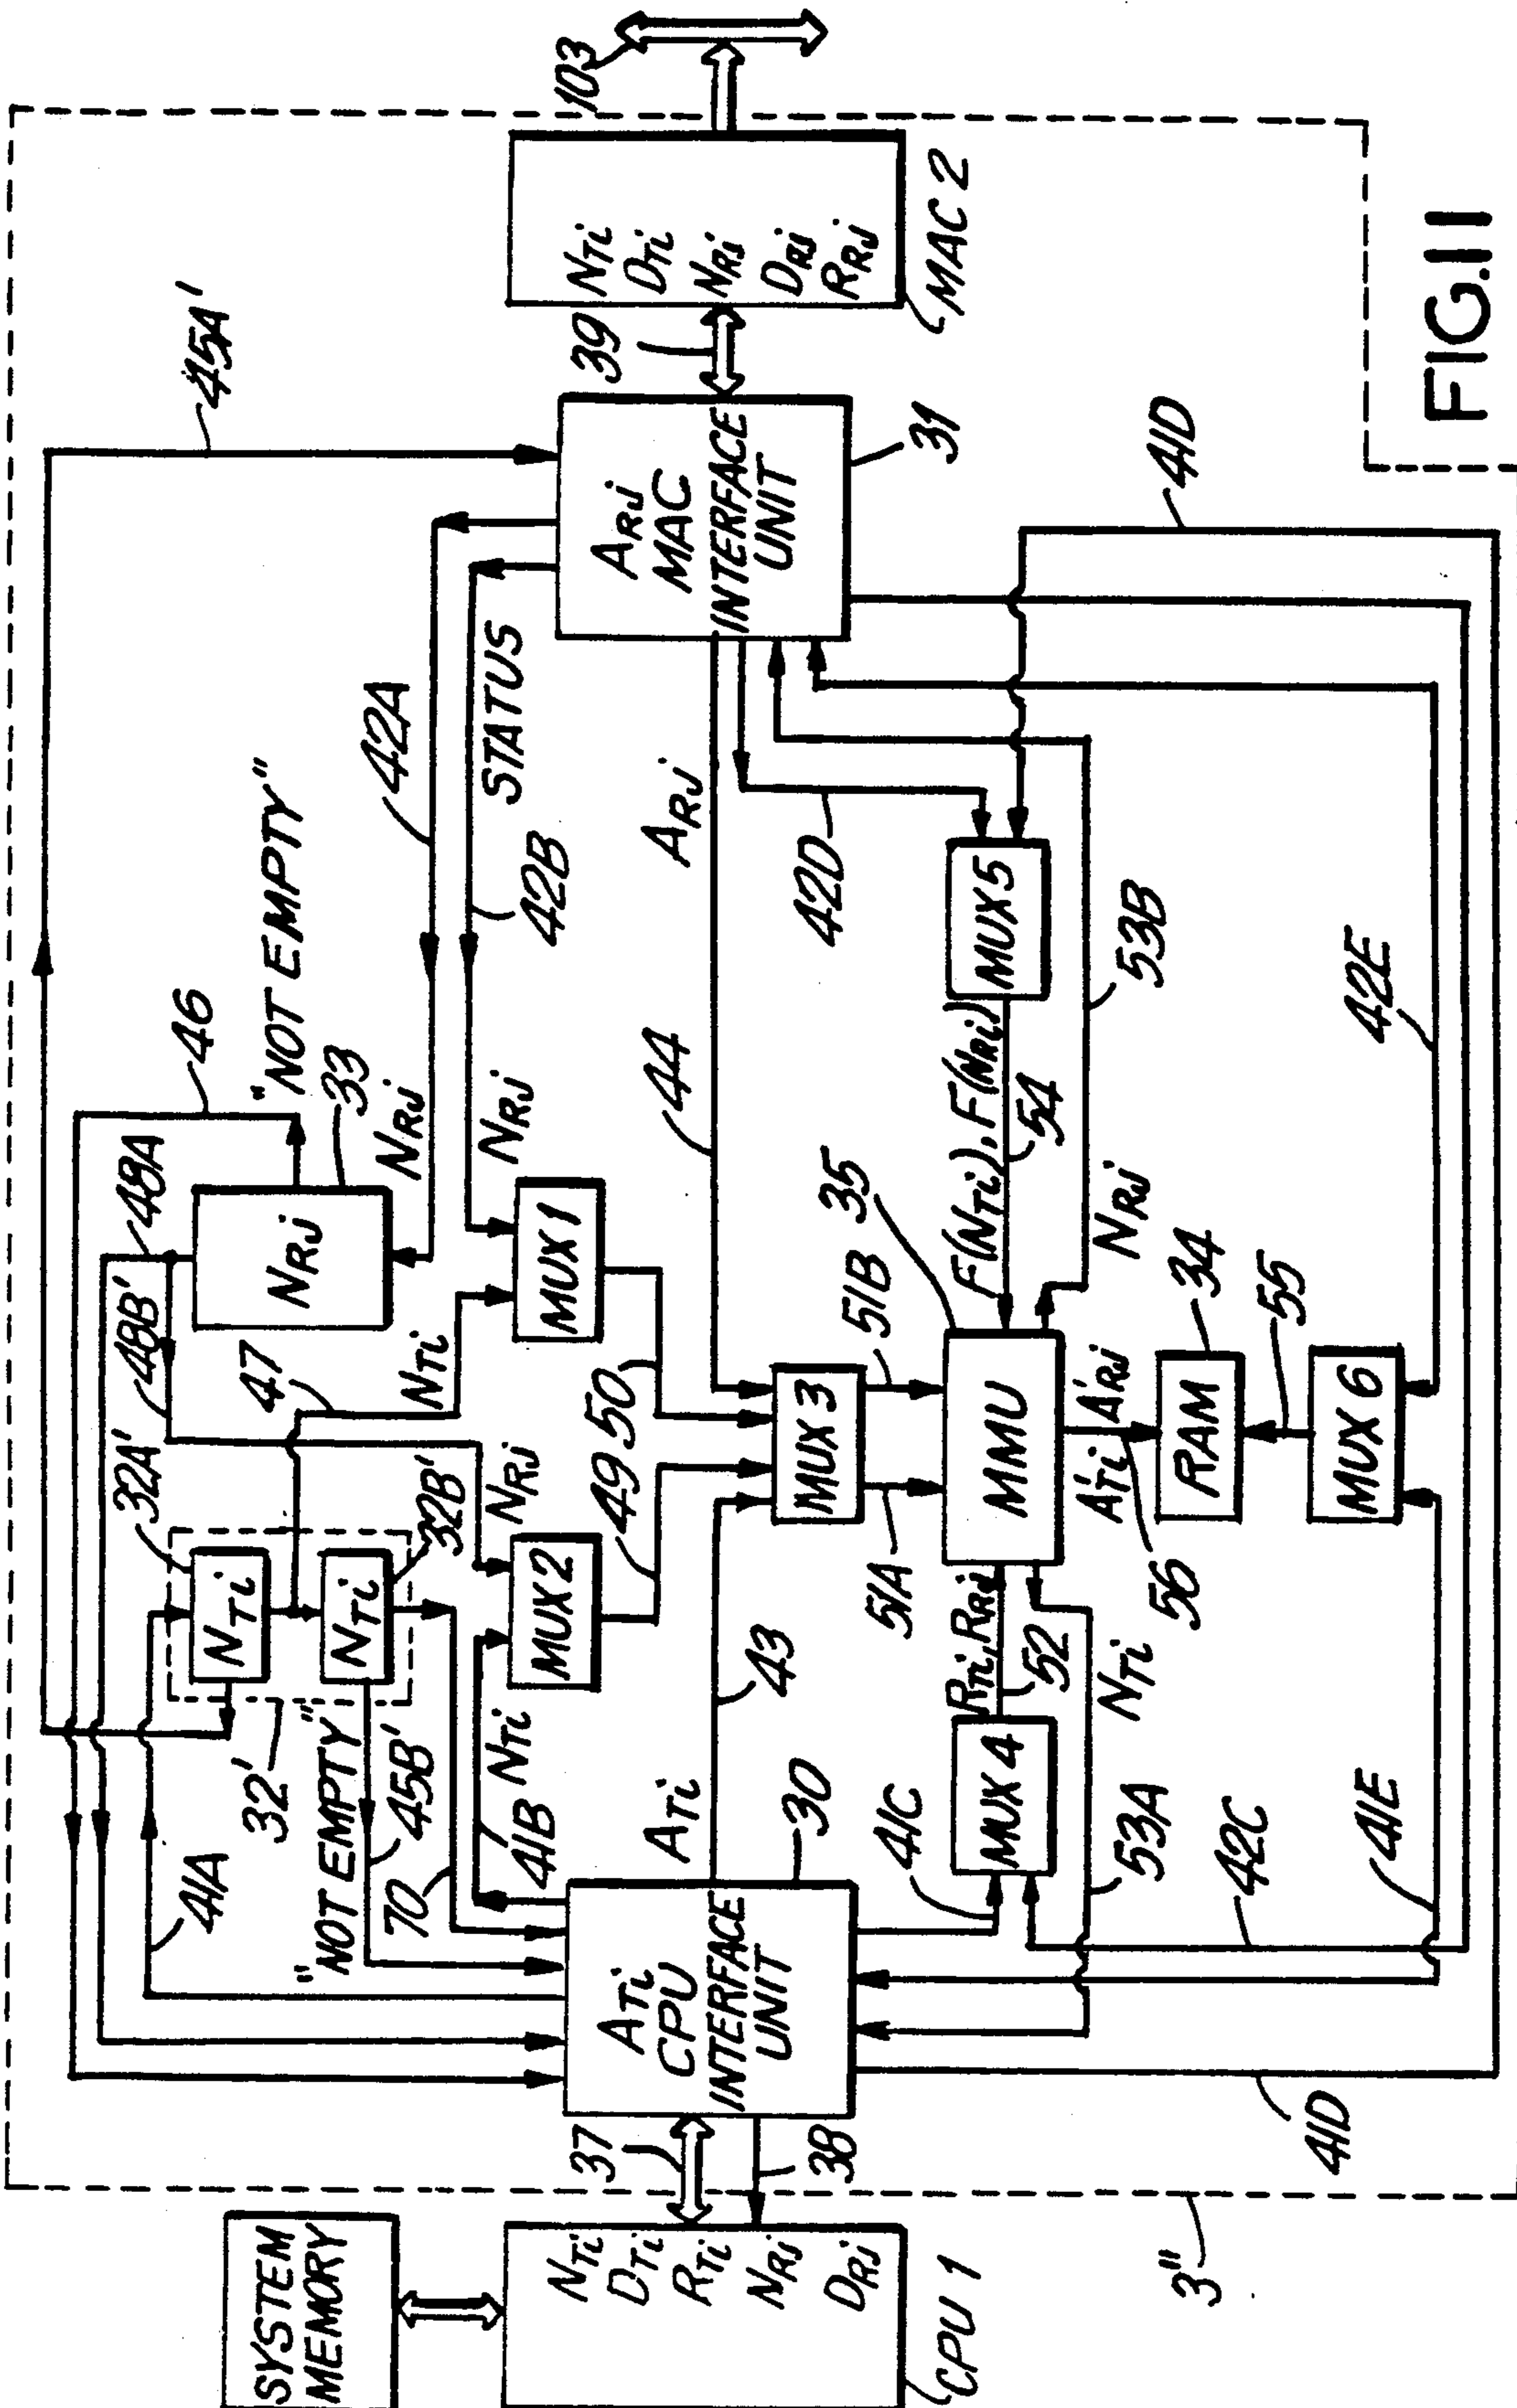 SYSTEM
MEMORY
NTi
DTi
RTi
NRj
DRj
CPU 1
37
38
3"
ATi
CPU
INTERFACE
UNIT
30
41A
32'
"NOT EMPTY"
45B'
70
41B
NTi
ATi
43
41C
MUX 4
RTi, RRj
52
53A
NTi
42C
41E
41D
32A'
NTi
NTi
32B'
MUX 2
NRj
49
50
47
48B'
48A
NTi
NRj
33
46
"NOT EMPTY"
NRj
NRj
MUX 1
MUX 3
51A
51B
MMU
35
A'Ti
A'Rj
56
RAM
34
55
MUX 6
F(NTi), F(NRj)
54
NRj
53B
MUX 5
44
ARj
42A
STATUS
42B
42D
42E
45A'
ARj
MAC
INTERFACE
UNIT
31
41D
39
NTi
DTi
NRj
DRj
RRj
MAC 2
103
FIG.11